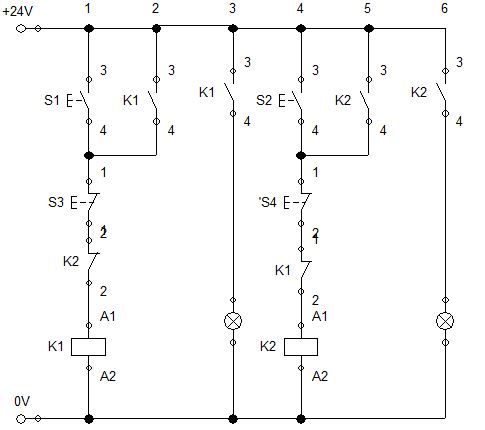 +24V 1 2 3 4 5 6
3 3 3 3 3 3
S1 K1 K1 S2 K2 K2
4 4 4 4 4 4
1 1
S3 'S4
2 2
1 1
K2 K1
2 2
A1 A1
K1 K2
A2 A2
0V